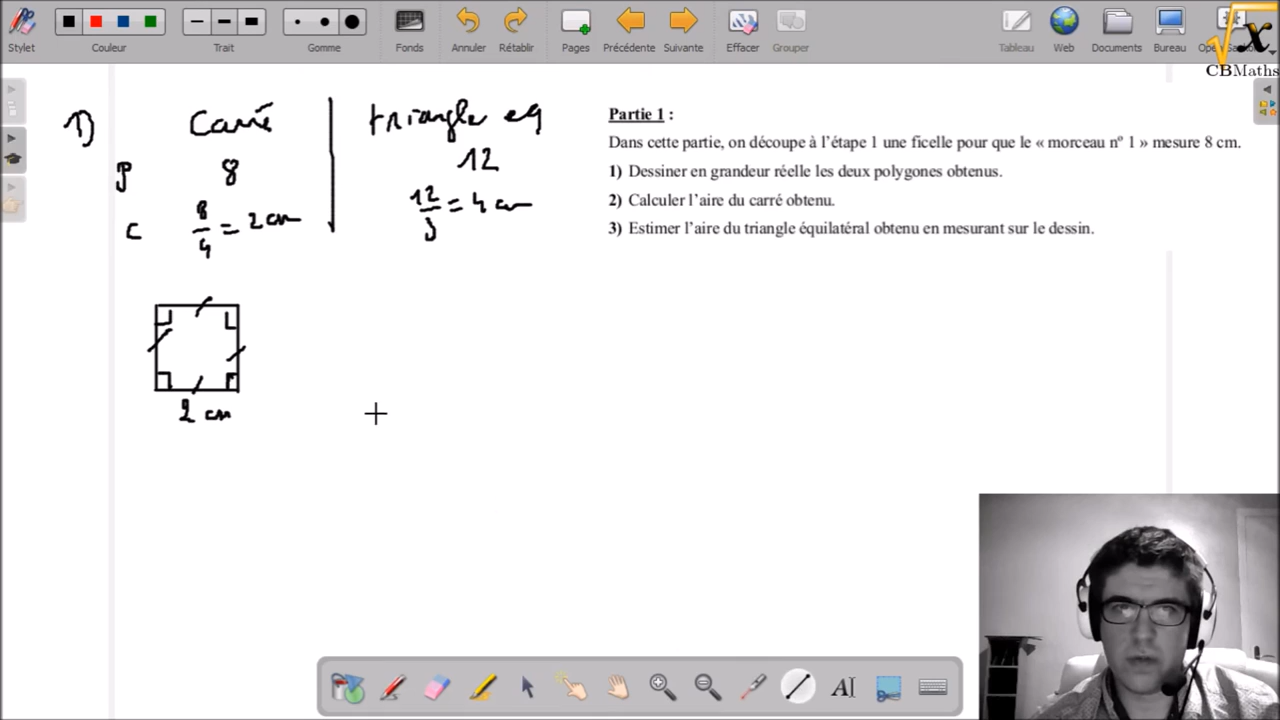 Stylet Couleur Trait Gomme Fonds Annuler Rétablir Pages Précédente Suivante Effacer Grouper Tableau Web Documents Bureau
√x
CBMaths
1) Carré triangle eq
P 8 12
C 8/4 = 2 cm 12/3 = 4 cm
2 cm
Partie 1 :
Dans cette partie, on découpe à l'étape 1 une ficelle pour que le « morceau n° 1 » mesure 8 cm.
1) Dessiner en grandeur réelle les deux polygones obtenus.
2) Calculer l'aire du carré obtenu.
3) Estimer l'aire du triangle équilatéral obtenu en mesurant sur le dessin.